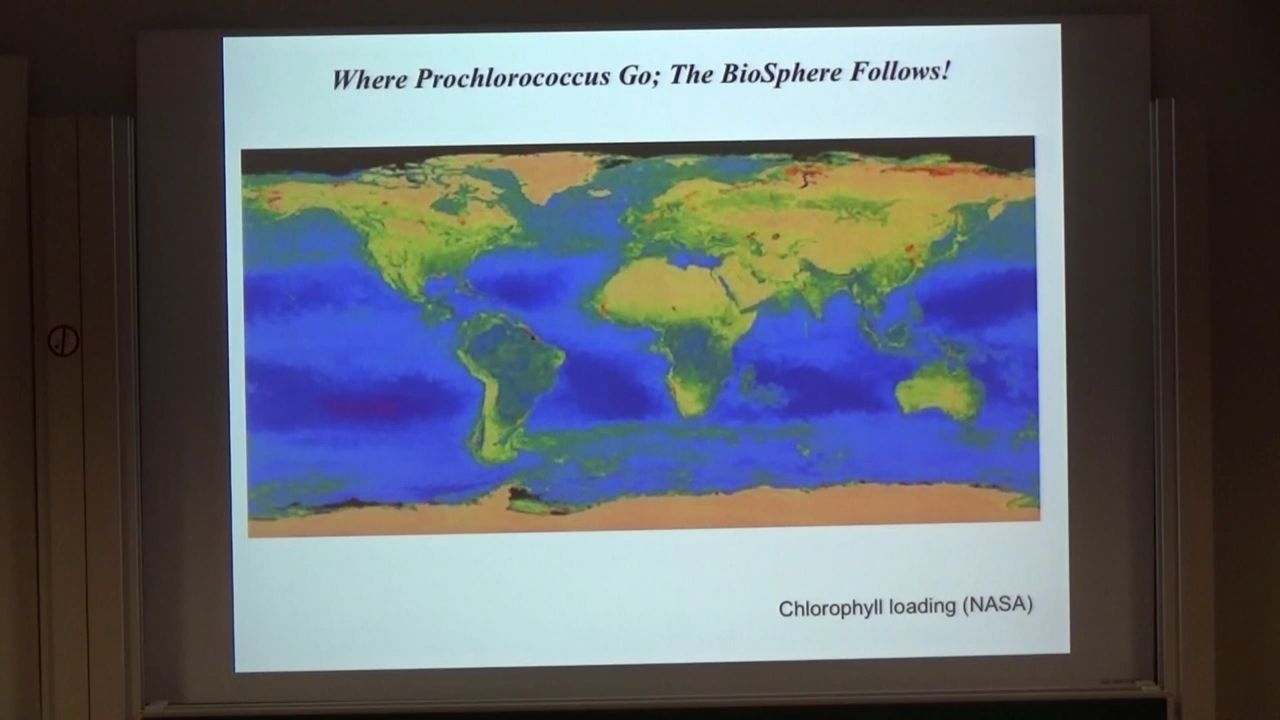 Where Prochlorococcus Go; The BioSphere Follows!
Chlorophyll loading (NASA)